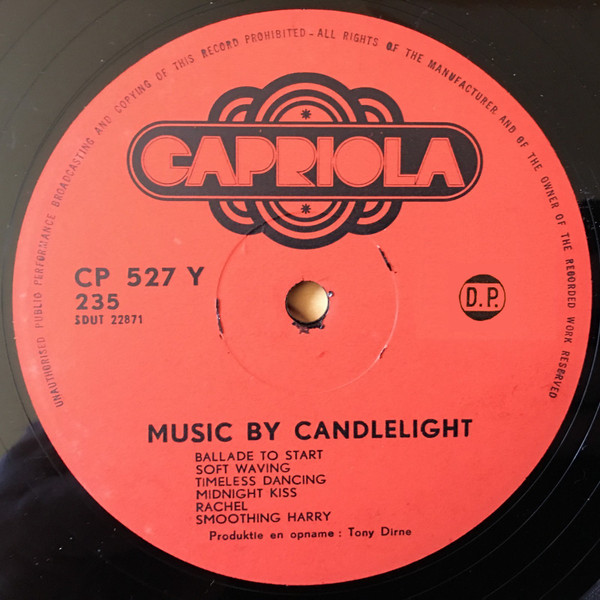 UNAUTHORISED PUBLIC PERFORMANCE BROADCASTING AND COPYING OF THIS RECORD PROHIBITED - ALL RIGHTS OF THE MANUFACTURER AND OF THE OWNER OF THE RECORDED WORK RESERVED
CAPRIOLA
CP 527 Y
235
SDUT 22871
D.P.
MUSIC BY CANDLELIGHT
BALLADE TO START
SOFT WAVING
TIMELESS DANCING
MIDNIGHT KISS
RACHEL
SMOOTHING HARRY
Produktie en opname : Tony Dirne